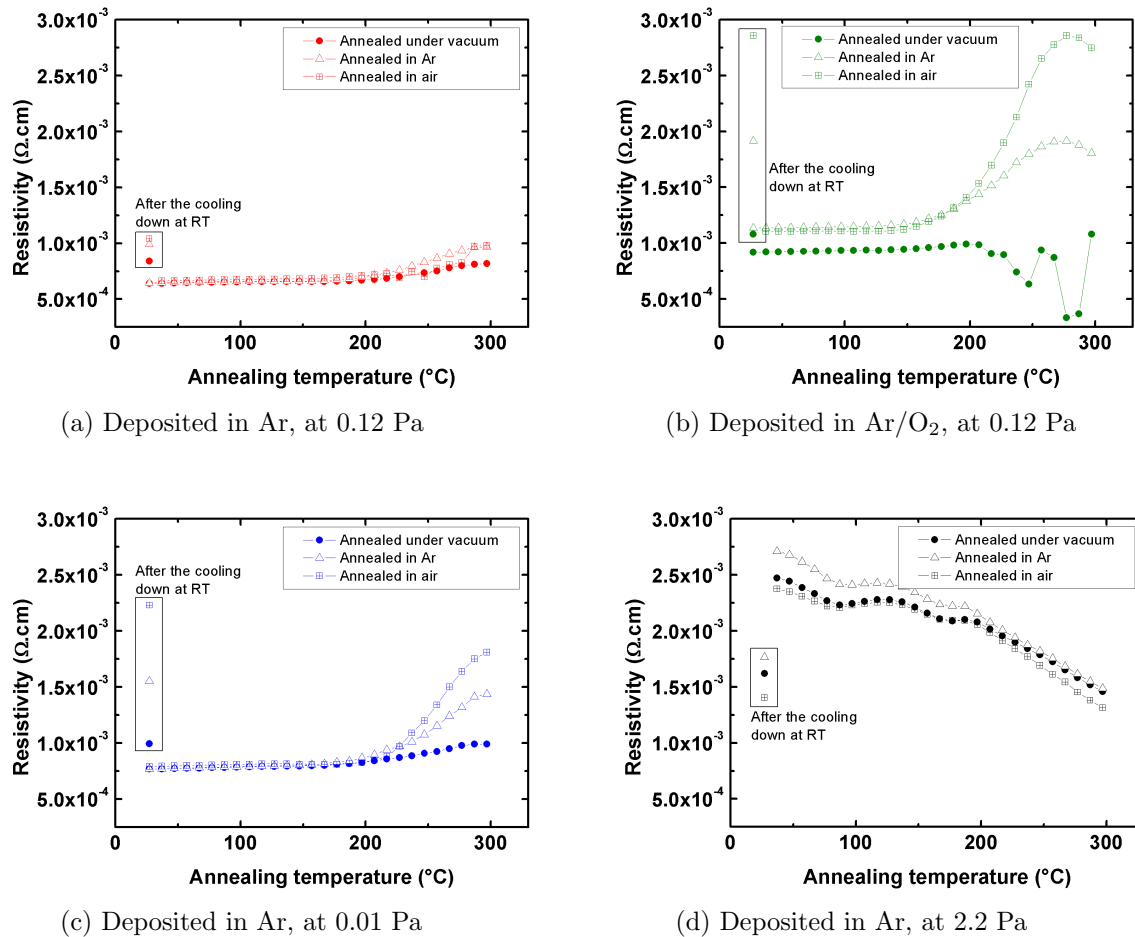 3.0x10-3
2.5x10-3
2.0x10-3
1.5x10-3
1.0x10-3
5.0x10-4
Resistivity (Ω.cm)
Annealed under vacuum
Annealed in Ar
Annealed in air
After the cooling
down at RT
0
100
200
300
Annealing temperature (°C)
(a) Deposited in Ar, at 0.12 Pa
3.0x10-3
2.5x10-3
2.0x10-3
1.5x10-3
1.0x10-3
5.0x10-4
Resistivity (Ω.cm)
Annealed under vacuum
Annealed in Ar
Annealed in air
After the cooling
down at RT
0
100
200
300
Annealing temperature (°C)
(b) Deposited in Ar/O2, at 0.12 Pa
3.0x10-3
2.5x10-3
2.0x10-3
1.5x10-3
1.0x10-3
5.0x10-4
Resistivity (Ω.cm)
Annealed under vacuum
Annealed in Ar
Annealed in air
After the cooling
down at RT
0
100
200
300
Annealing temperature (°C)
(c) Deposited in Ar, at 0.01 Pa
3.0x10-3
2.5x10-3
2.0x10-3
1.5x10-3
1.0x10-3
5.0x10-4
Resistivity (Ω.cm)
Annealed under vacuum
Annealed in Ar
Annealed in air
After the cooling
down at RT
0
100
200
300
Annealing temperature (°C)
(d) Deposited in Ar, at 2.2 Pa